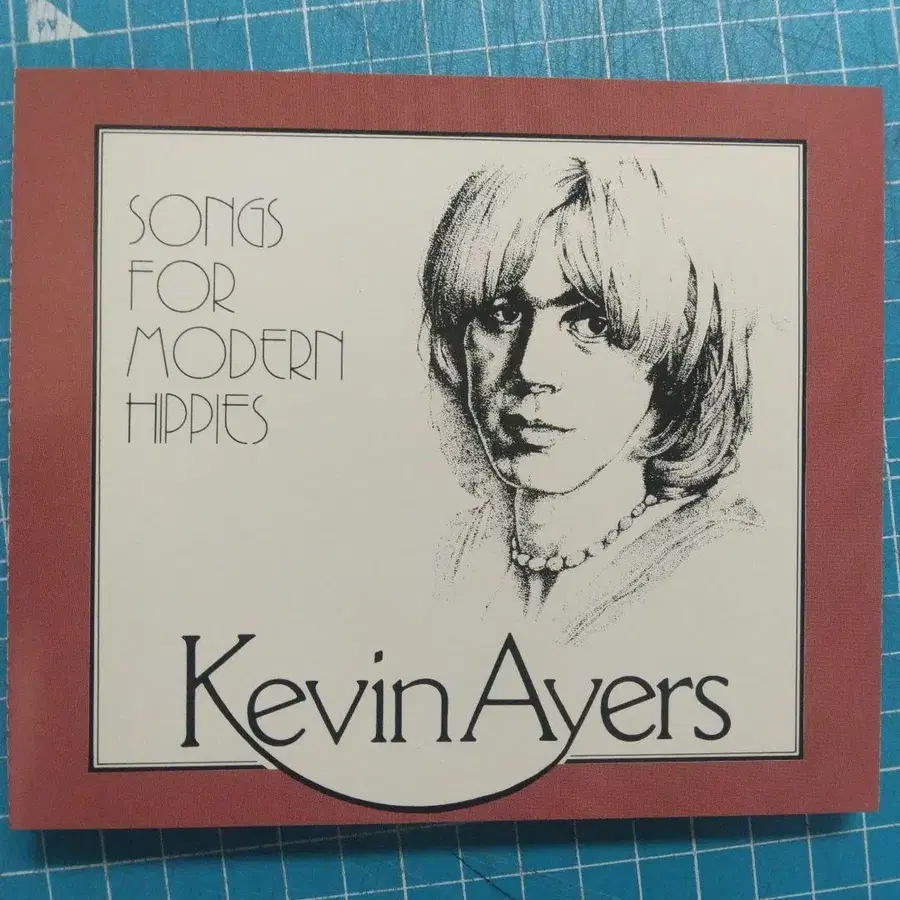 SONGS
FOR
MODERN
HIPPIES
Kevin Ayers